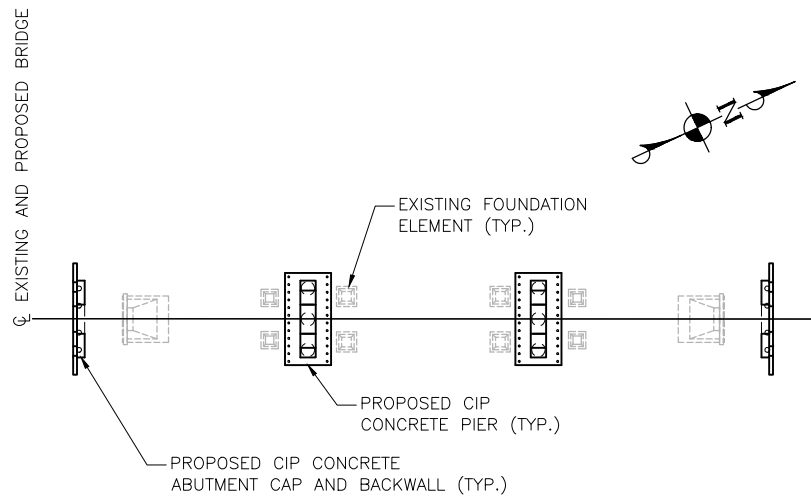 ℄ EXISTING AND PROPOSED BRIDGE
N
EXISTING FOUNDATION
ELEMENT (TYP.)
PROPOSED CIP
CONCRETE PIER (TYP.)
PROPOSED CIP CONCRETE
ABUTMENT CAP AND BACKWALL (TYP.)